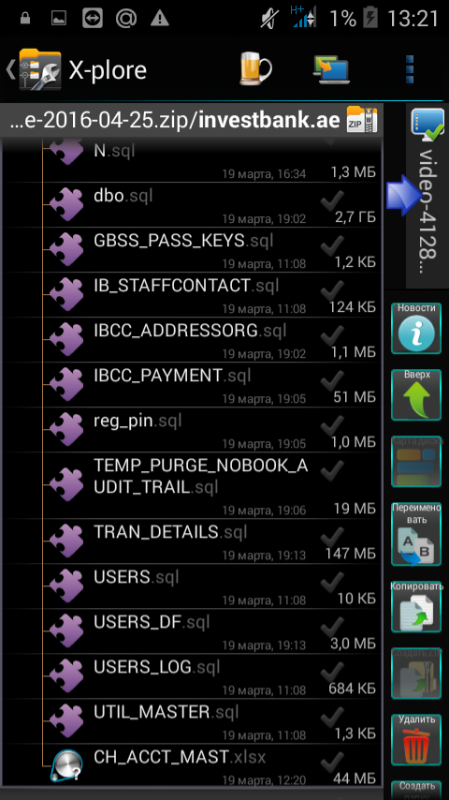 1%
13:21
X-plore
...e-2016-04-25.zip/investbank.ae
ZIP
video-4128...
N.sql
19 марта, 16:34
1,3 МБ
dbo.sql
19 марта, 19:02
2,7 ГБ
GBSS_PASS_KEYS.sql
19 марта, 11:08
1,2 КБ
IB_STAFFCONTACT.sql
19 марта, 11:08
124 КБ
IBCC_ADDRESSORG.sql
19 марта, 19:02
1,1 МБ
IBCC_PAYMENT.sql
19 марта, 19:05
51 МБ
reg_pin.sql
19 марта, 19:05
1,0 МБ
TEMP_PURGE_NOBOOK_A
UDIT_TRAIL.sql
19 марта, 19:06
19 МБ
TRAN_DETAILS.sql
19 марта, 19:13
147 МБ
USERS.sql
19 марта, 11:08
10 КБ
USERS_DF.sql
19 марта, 19:13
3,0 МБ
USERS_LOG.sql
19 марта, 11:08
684 КБ
UTIL_MASTER.sql
19 марта, 11:08
1,3 КБ
CH_ACCT_MAST.xlsx
19 марта, 12:20
44 МБ
Новости
Вверх
Переимено
вать
A B
Копировать
Удалить
Создать